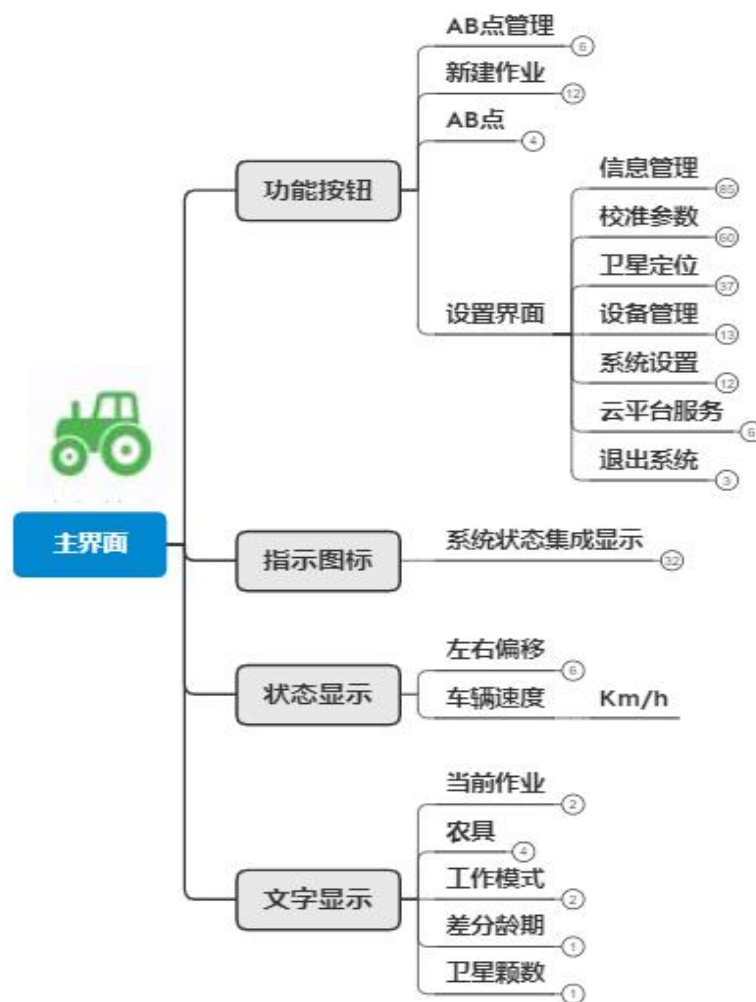 AB点管理
6
新建作业
12
AB点
4
功能按钮
信息管理
85
校准参数
60
卫星定位
37
设置界面
设备管理
13
系统设置
12
云平台服务
6
退出系统
3
主界面
指示图标
系统状态集成显示
32
左右偏移
6
状态显示
车辆速度
Km/h
当前作业
2
农具
4
工作模式
2
文字显示
差分龄期
1
卫星颗数
1